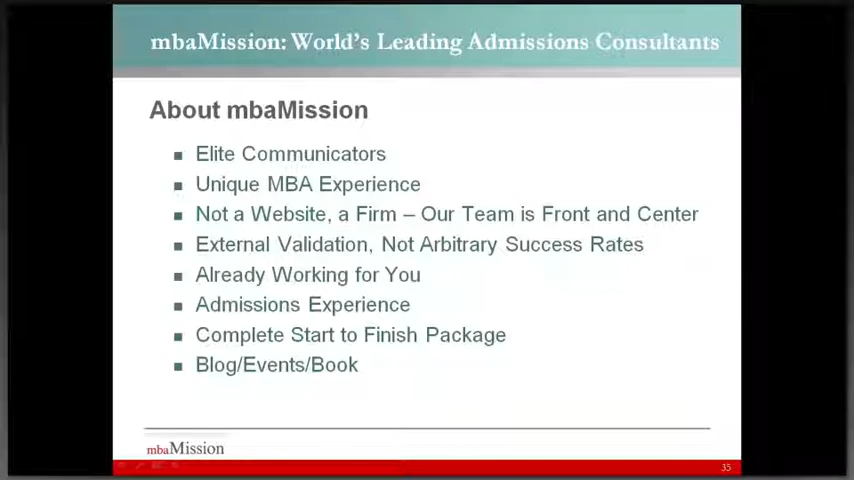 mbaMission: World's Leading Admissions Consultants
About mbaMission
Elite Communicators
Unique MBA Experience
Not a Website, a Firm – Our Team is Front and Center
External Validation, Not Arbitrary Success Rates
Already Working for You
Admissions Experience
Complete Start to Finish Package
Blog/Events/Book
mbaMission
35